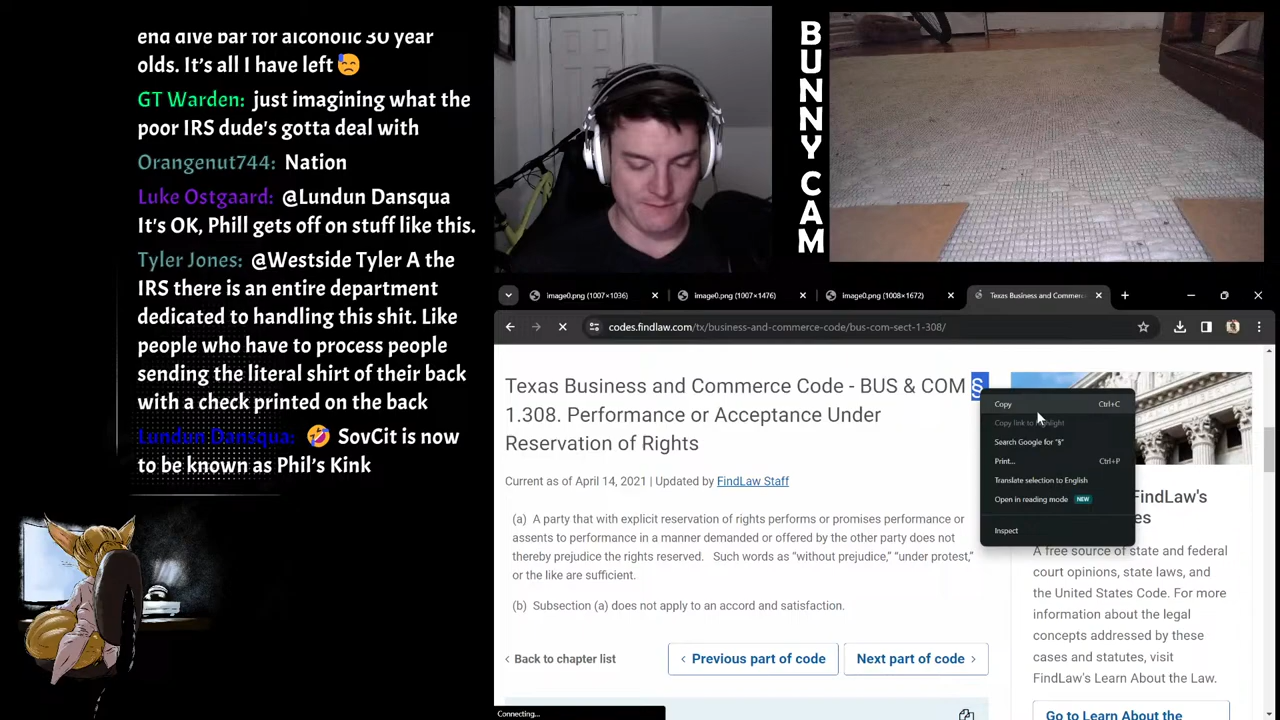 end dive bar for alcoholic 30 year
olds. It's all I have left😓
GT Warden: just imagining what the
poor IRS dude's gotta deal with
Orangenut744: Nation
Luke Ostgaard: @Lundun Dansqua
It's OK, Phill gets off on stuff like this.
Tyler Jones: @Westside Tyler A the
IRS there is an entire department
dedicated to handling this shit. Like
people who have to process people
sending the literal shirt of their back
with a check printed on the back
Lundun Dansqua: 🤣 SovCit is now
to be known as Phil's Kink
BUNNY CAM
image0.png (1007×1036)
image0.png (1007×1476)
image0.png (1008×1672)
Texas Business and Commerc
codes.findlaw.com/tx/business-and-commerce-code/bus-com-sect-1-308/
Texas Business and Commerce Code - BUS & COM §
1.308. Performance or Acceptance Under
Reservation of Rights
Current as of April 14, 2021 | Updated by FindLaw Staff
(a) A party that with explicit reservation of rights performs or promises performance or
assents to performance in a manner demanded or offered by the other party does not
thereby prejudice the rights reserved. Such words as “without prejudice,” “under protest,”
or the like are sufficient.
(b) Subsection (a) does not apply to an accord and satisfaction.
‹ Back to chapter list
‹ Previous part of code
Next part of code ›
Copy Ctrl+C
Copy link to highlight
Search Google for "§"
Print... Ctrl+P
Translate selection to English
Open in reading mode NEW
Inspect
FindLaw's
A free source of state and federal
court opinions, state laws, and
the United States Code. For more
information about the legal
concepts addressed by these
cases and statutes, visit
FindLaw's Learn About the Law.
Go to Learn About the
Connecting...